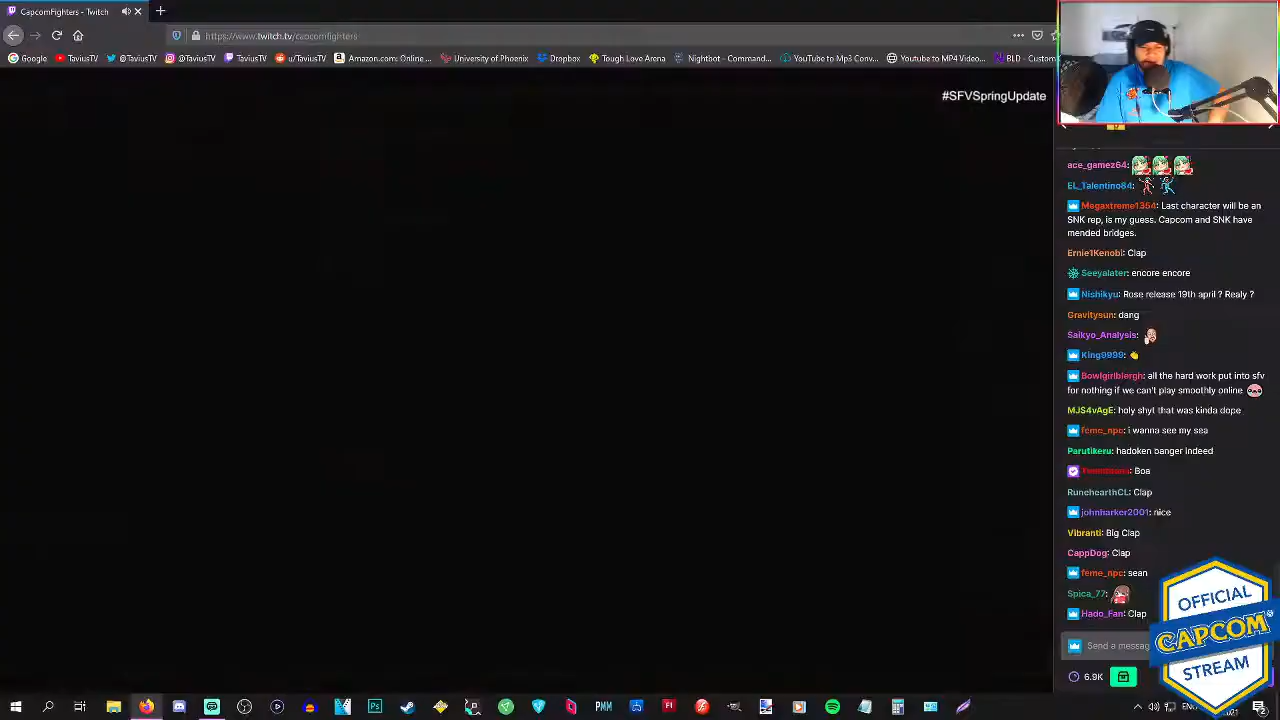 CapcomFighters - Twitch
https://www.twitch.tv/capcomfighters
Google
TaviusTV
@TaviusTV
@TaviusTV
TaviusTV
r/TaviusTV
Amazon.com: Online...
University of Phoenix
Dropbox
Tough Love Arena
Nightbot - Command...
YouTube to Mp3 Conv...
Youtube to MP4 Video...
BLD - Custom
#SFVSpringUpdate
ace_gamez64:
EL_Talentino84:
Megaxtreme1354: Last character will be an
SNK rep, is my guess. Capcom and SNK have
mended bridges.
Ernie1Kenobi: Clap
Seeyalater: encore encore
Nishikyu: Rose release 19th april ? Realy ?
Gravitysun: dang
Saikyo_Analysis:
King9999:
Bowlgirlblergh: all the hard work put into sfv
for nothing if we can't play smoothly online
MJS4vAgE: holy shyt that was kinda dope
feme_npc: i wanna see my sea
Parutikeru: hadoken banger indeed
Boa
RunehearthCL: Clap
johnharker2001: nice
Vibranti: Big Clap
CappDog: Clap
feme_npc: sean
Spica_77:
Hado_Fan: Clap
Send a messag
6.9K
OFFICIAL
CAPCOM
STREAM